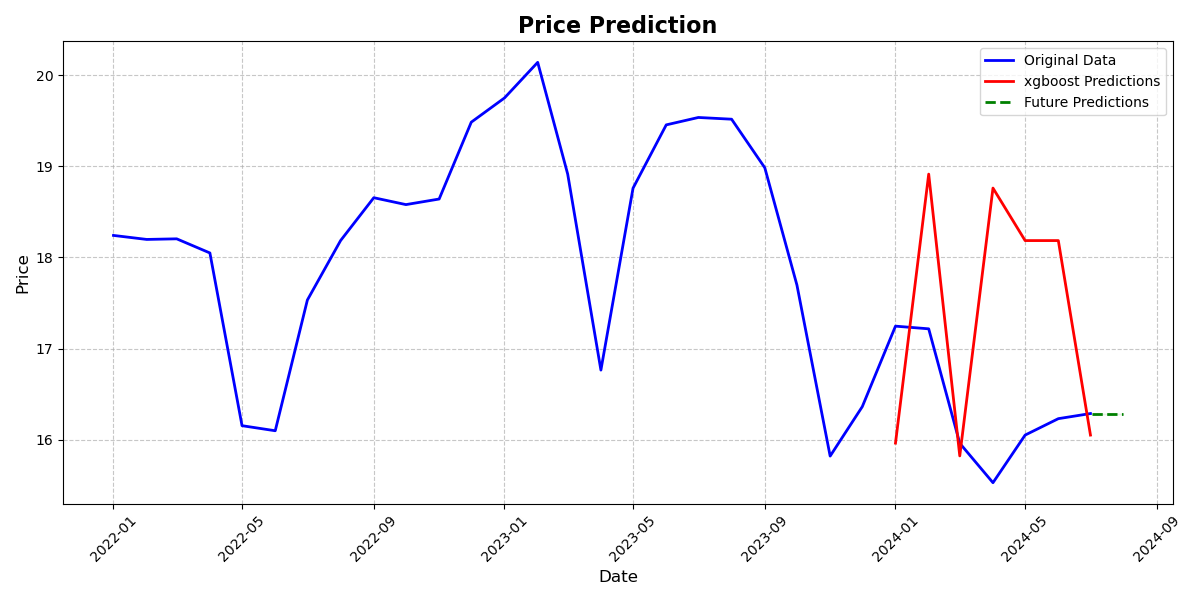 Price Prediction
Original Data
xgboost Predictions
Future Predictions
20
19
18
17
16
Price
2022-01
2022-05
2022-09
2023-01
2023-05
2023-09
2024-01
2024-05
2024-09
Date